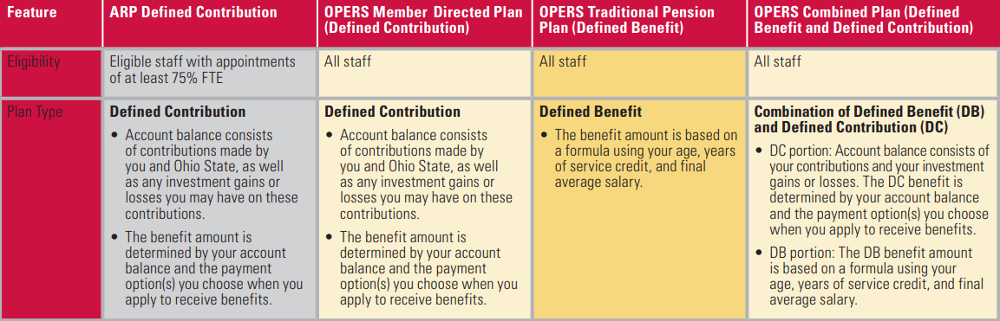 Feature
ARP Defined Contribution
OPERS Member Directed Plan
(Defined Contribution)
OPERS Traditional Pension
Plan (Defined Benefit)
OPERS Combined Plan (Defined
Benefit and Defined Contribution)
Eligibility
Eligible staff with appointments
of at least 75% FTE
All staff
All staff
All staff
Plan Type
Defined Contribution
• Account balance consists
of contributions made by
you and Ohio State, as well
as any investment gains or
losses you may have on these
contributions.
• The benefit amount is
determined by your account
balance and the payment
option(s) you choose when you
apply to receive benefits.
Defined Contribution
• Account balance consists
of contributions made by
you and Ohio State, as well
as any investment gains or
losses you may have on these
contributions.
• The benefit amount is
determined by your account
balance and the payment
option(s) you choose when you
apply to receive benefits.
Defined Benefit
• The benefit amount is based on
a formula using your age, years
of service credit, and final
average salary.
Combination of Defined Benefit (DB)
and Defined Contribution (DC)
• DC portion: Account balance consists of
your contributions and your investment
gains or losses. The DC benefit is
determined by your account balance
and the payment option(s) you choose
when you apply to receive benefits.
• DB portion: The DB benefit amount
is based on a formula using your
age, years of service credit, and final
average salary.